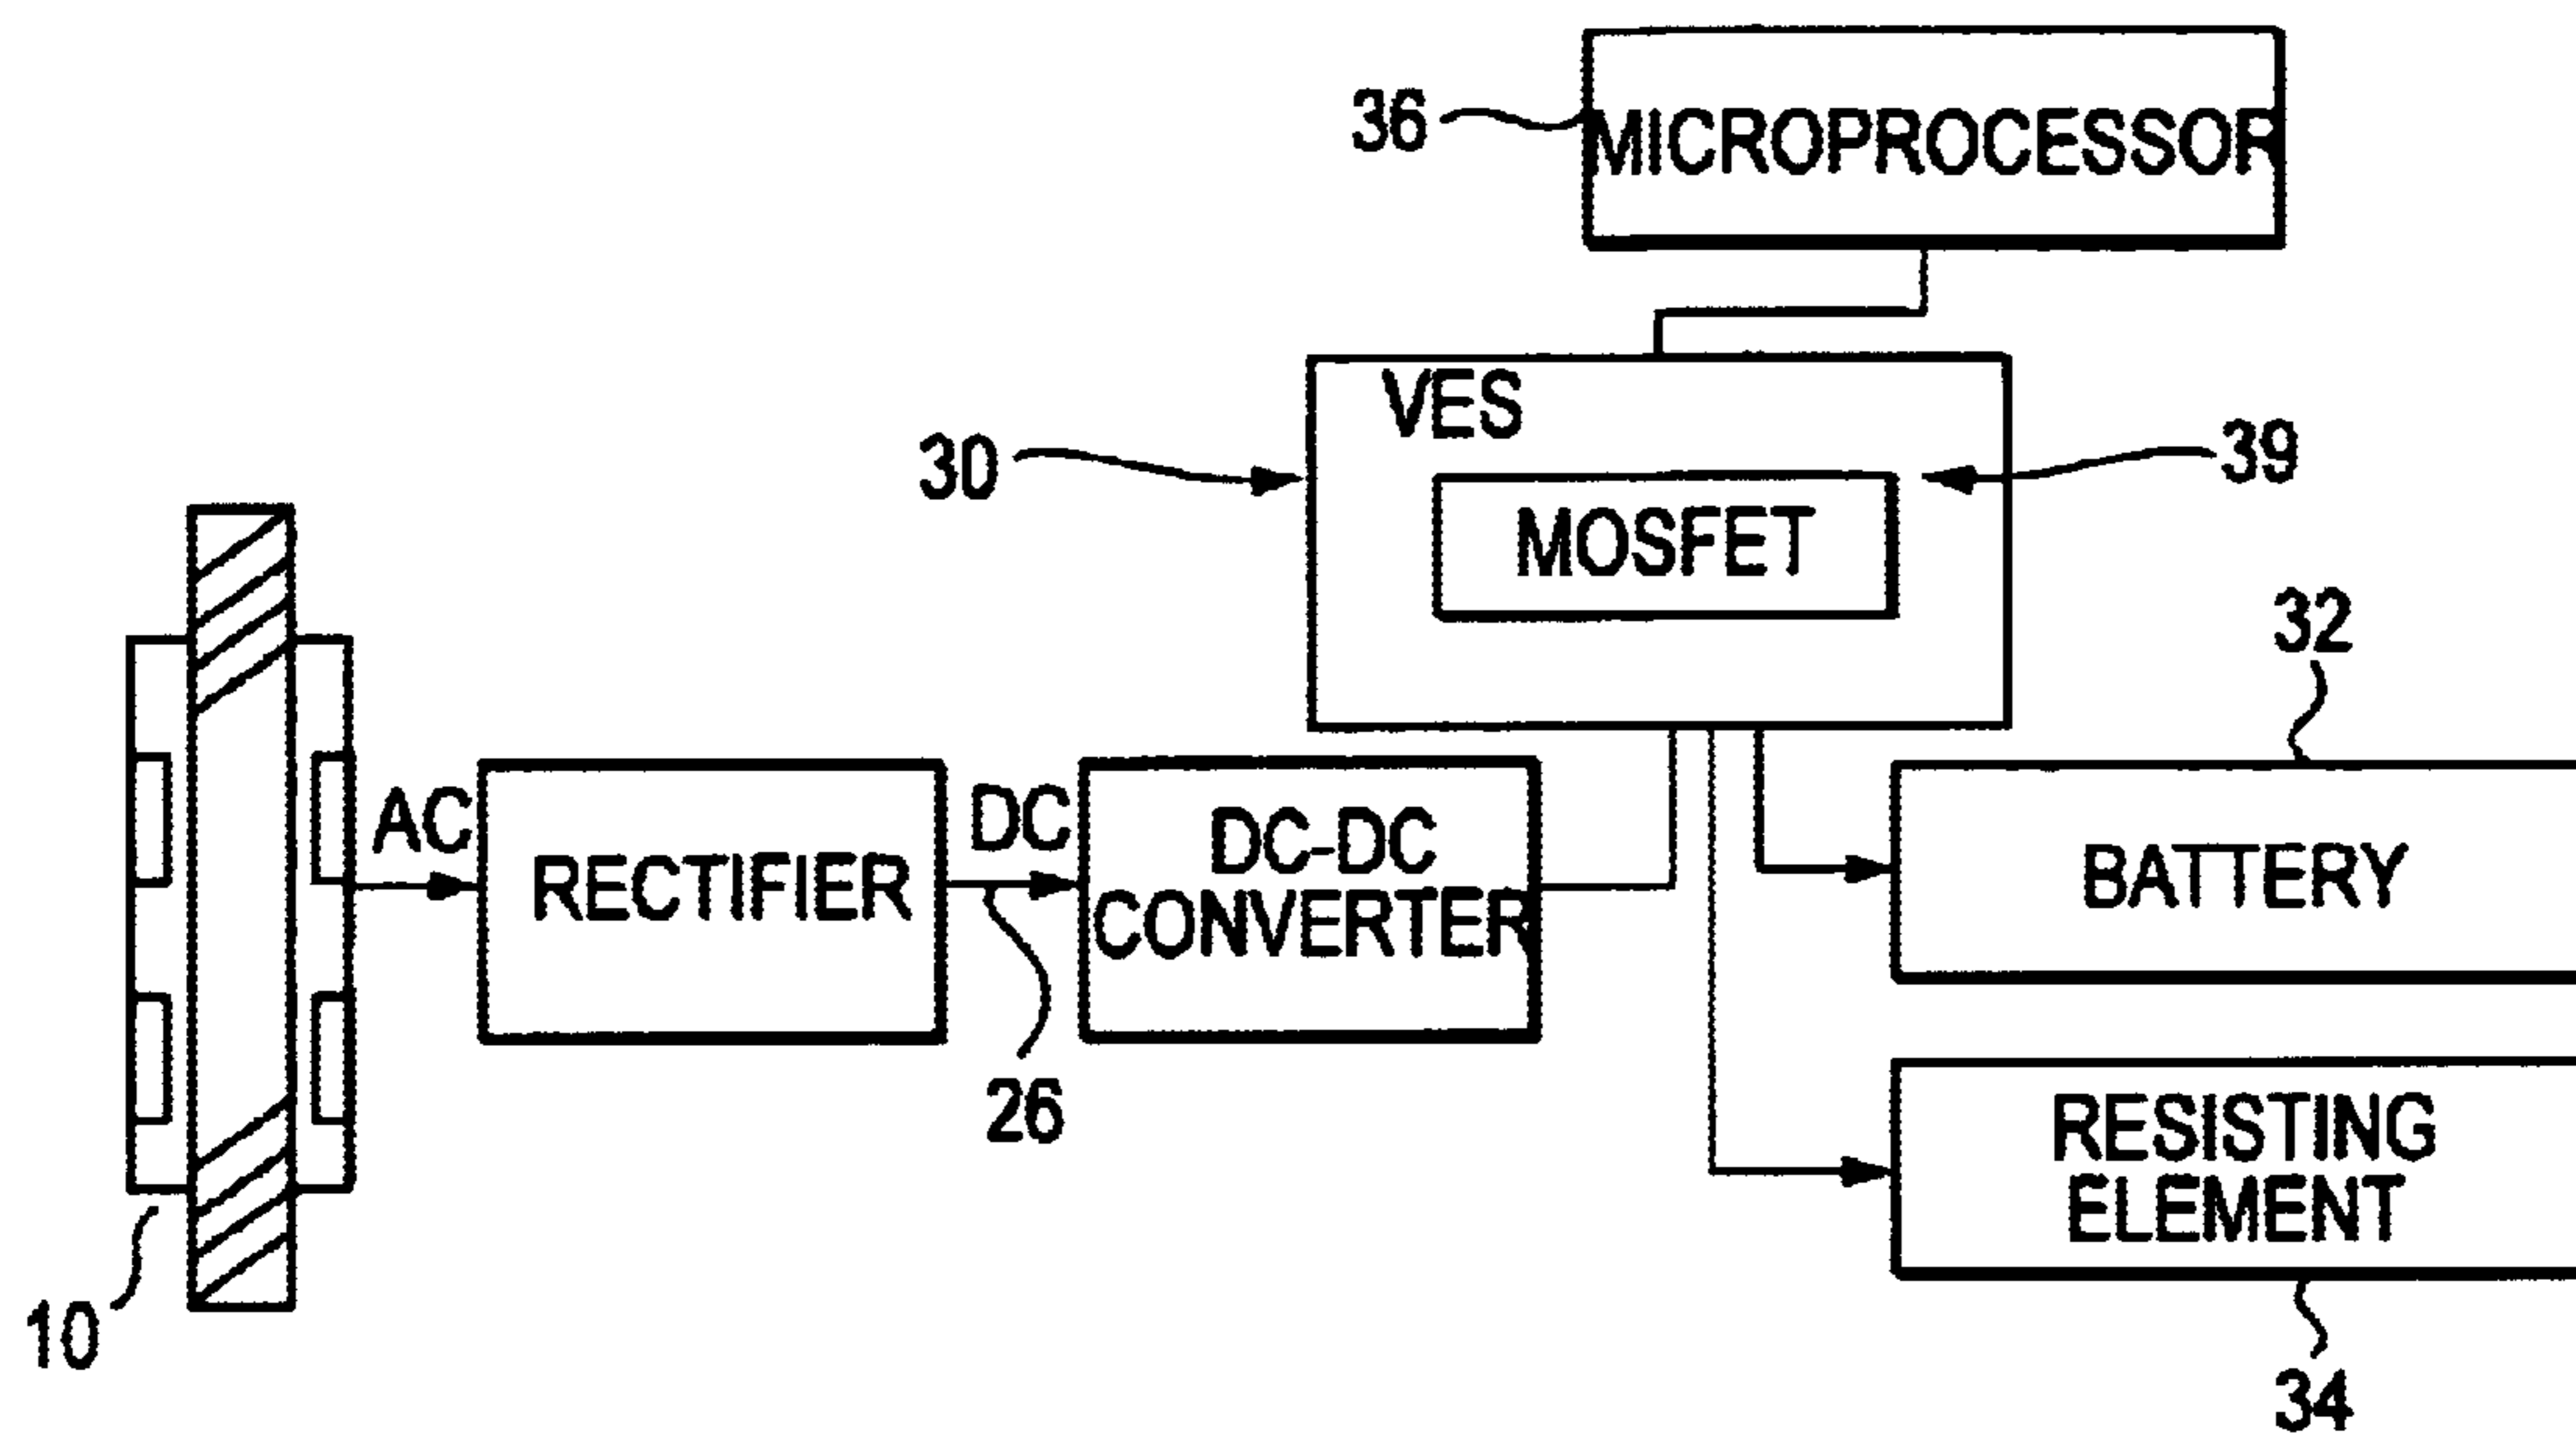 36
MICROPROCESSOR
VES
30
39
MOSFET
32
AC
DC
RECTIFIER
DC-DC
CONVERTER
BATTERY
26
RESISTING
ELEMENT
10
34